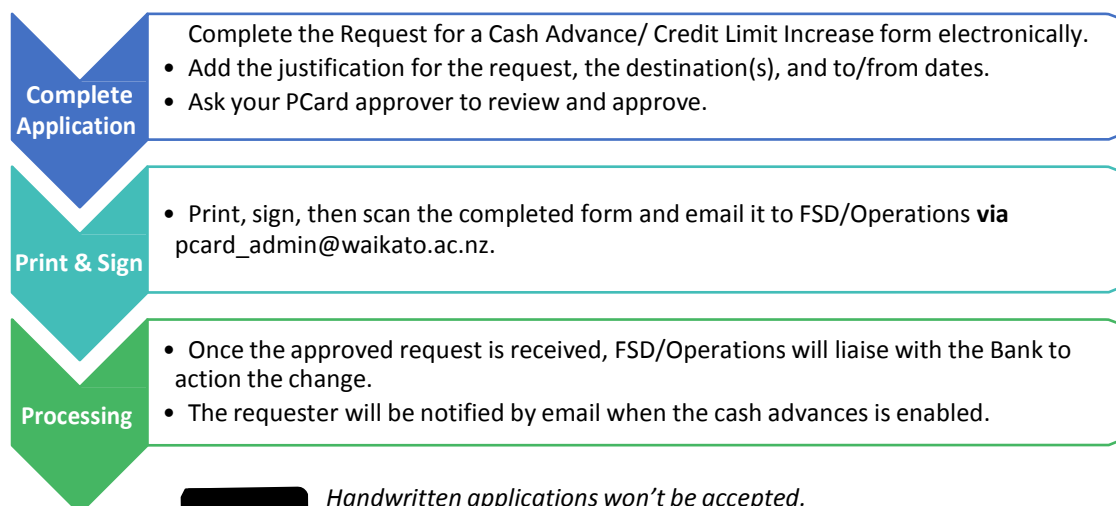 Complete the Request for a Cash Advance/ Credit Limit Increase form electronically.
• Add the justification for the request, the destination(s), and to/from dates.
Complete
Application
• Ask your PCard approver to review and approve.
Print & Sign
• Print, sign, then scan the completed form and email it to FSD/Operations via
pcard_admin@waikato.ac.nz.
Processing
• Once the approved request is received, FSD/Operations will liaise with the Bank to
action the change.
• The requester will be notified by email when the cash advances is enabled.
Handwritten applications won't be accepted.